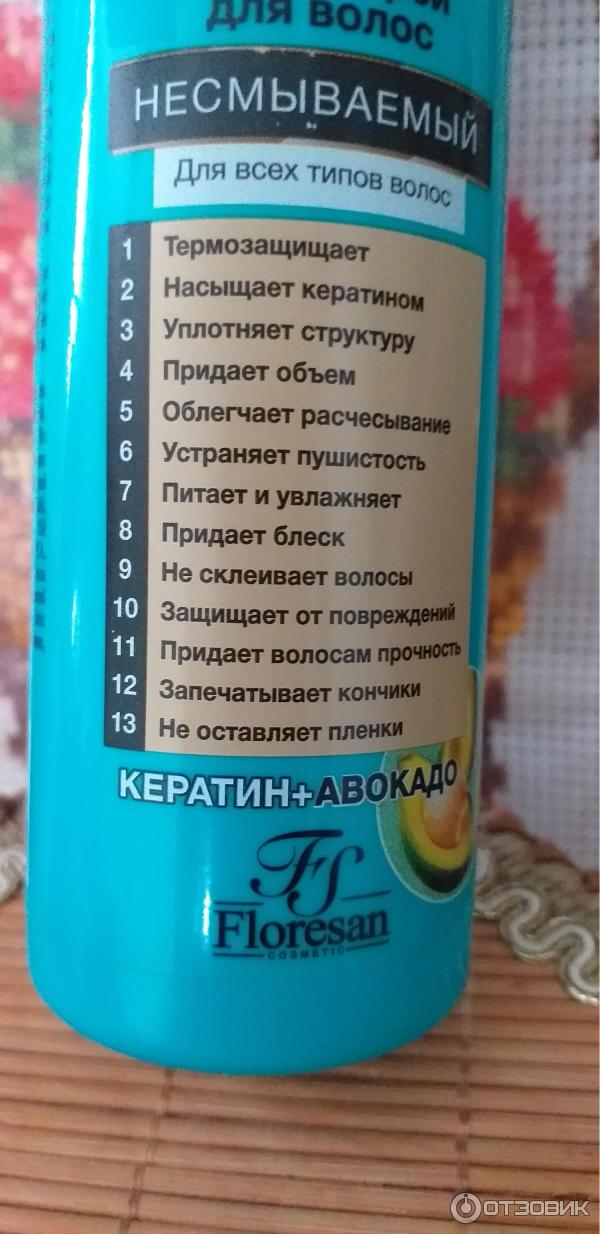 для волос
НЕСМЫВАЕМЫЙ
Для всех типов волос
1 Термозащищает
2 Насыщает кератином
3 Уплотняет структуру
4 Придает объем
5 Облегчает расчесывание
6 Устраняет пушистость
7 Питает и увлажняет
8 Придает блеск
9 Не склеивает волосы
10 Защищает от повреждений
11 Придает волосам прочность
12 Запечатывает кончики
13 Не оставляет пленки
КЕРАТИН+АВОКАДО
FS
Floresan
COSMETIC
ОТЗОВИК